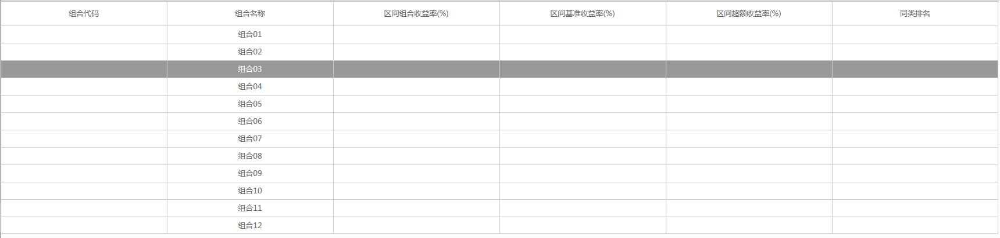 组合代码 组合名称 区间组合收益率(%) 区间基准收益率(%) 区间超额收益率(%) 同类排名
组合01
组合02
组合03
组合04
组合05
组合06
组合07
组合08
组合09
组合10
组合11
组合12